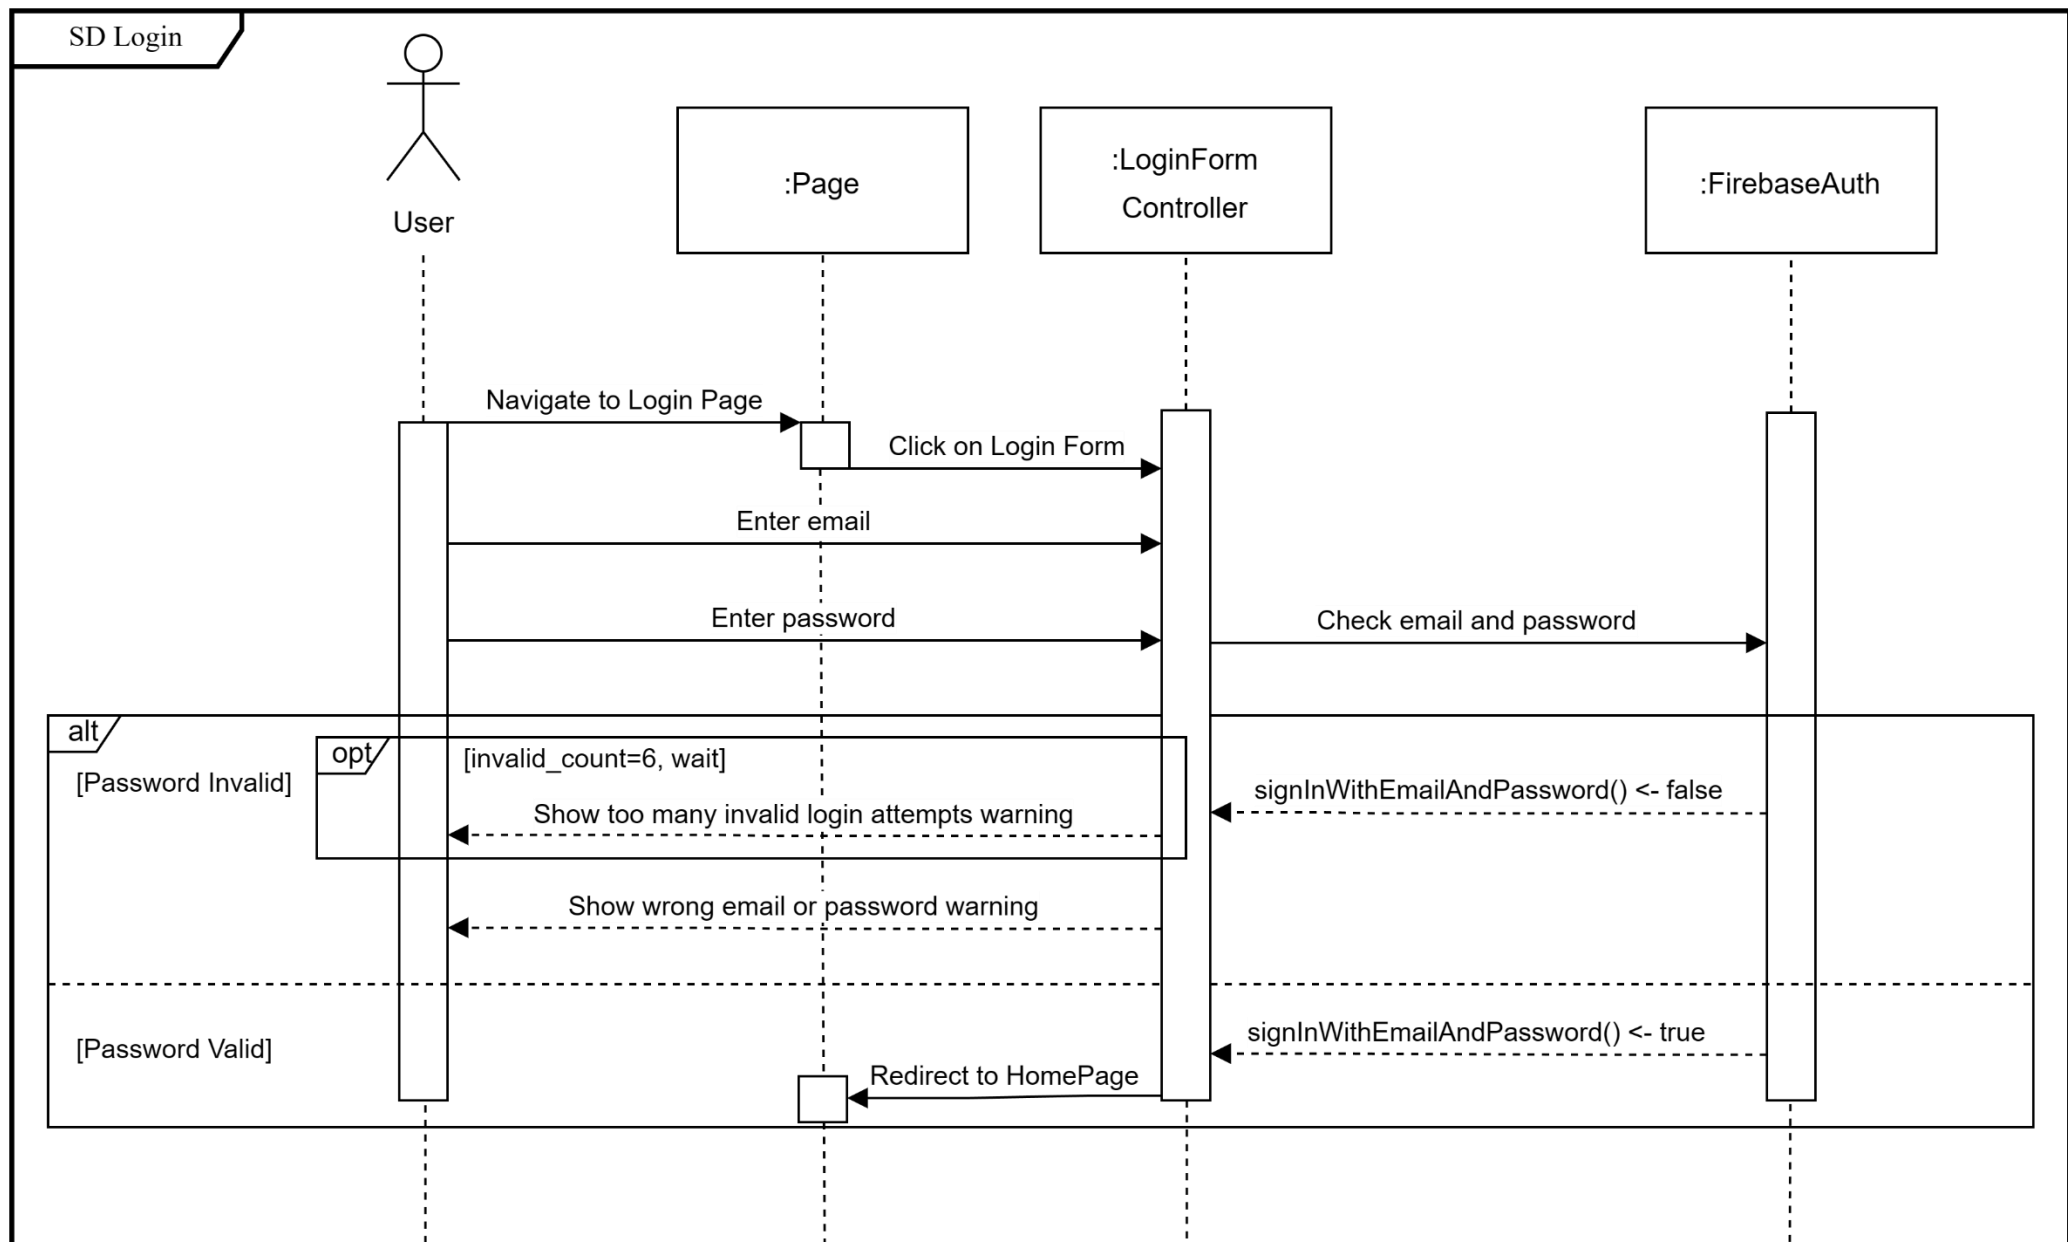 SD Login
User
:Page
:LoginForm
Controller
:FirebaseAuth
Navigate to Login Page
Click on Login Form
Enter email
Enter password
Check email and password
alt
opt
[invalid_count=6, wait]
[Password Invalid]
signInWithEmailAndPassword() <- false
Show too many invalid login attempts warning
Show wrong email or password warning
signInWithEmailAndPassword() <- true
[Password Valid]
Redirect to HomePage